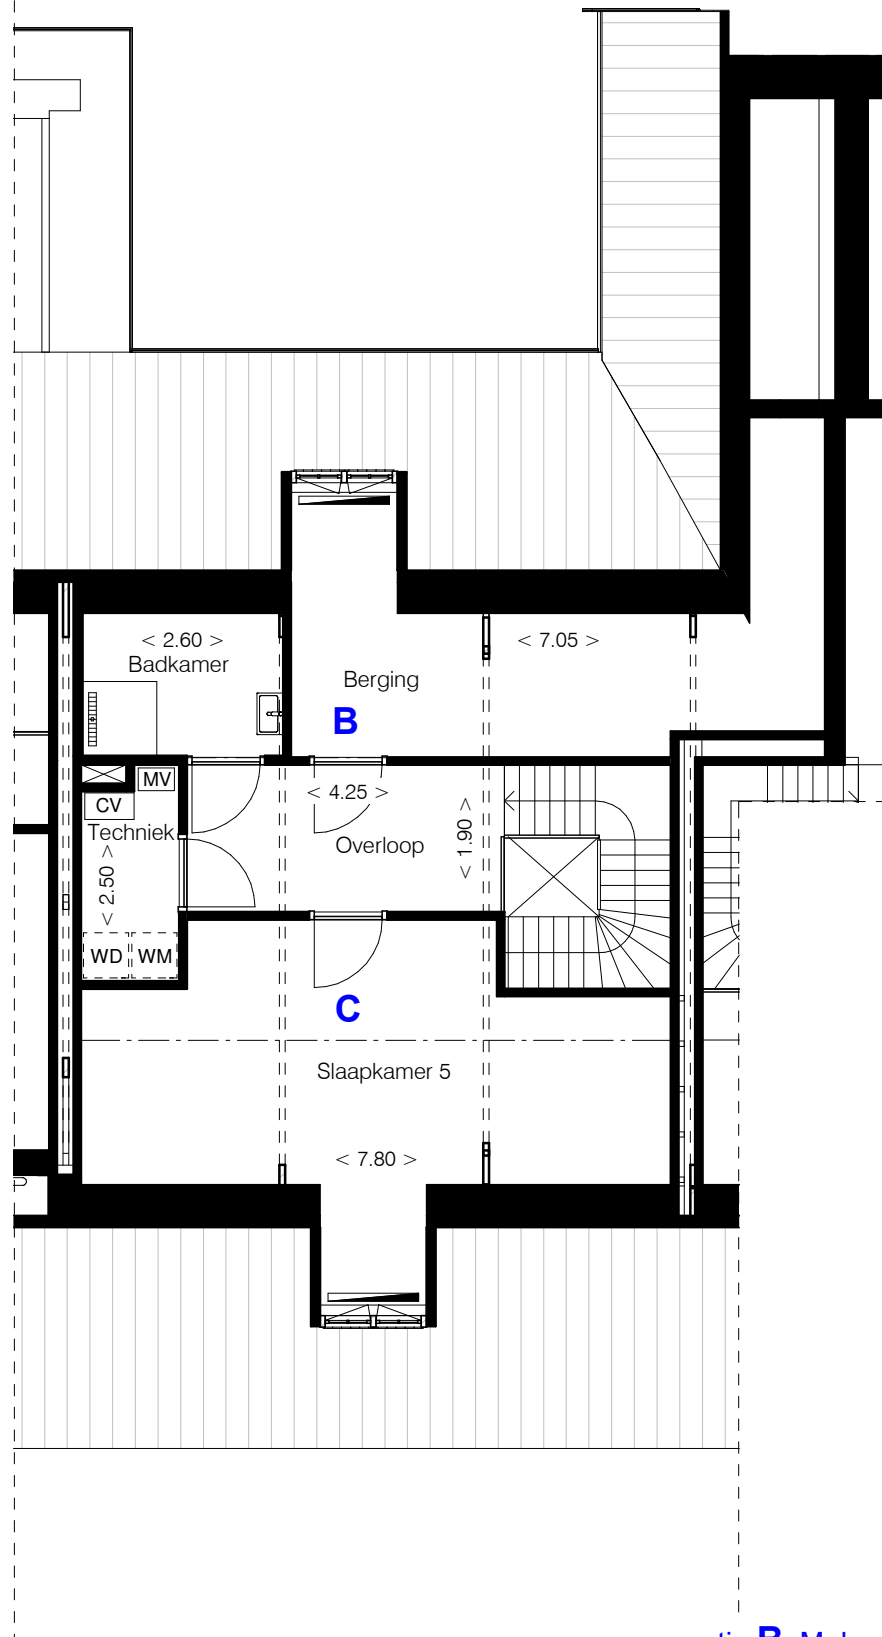 < 2.60 >
Badkamer
< 7.05 >
Berging
B
MV
CV
Techniek
< 2.50 >
WD WM
< 4.25 >
Overloop
< 1.90 >
C
Slaapkamer 5
< 7.80 >
B